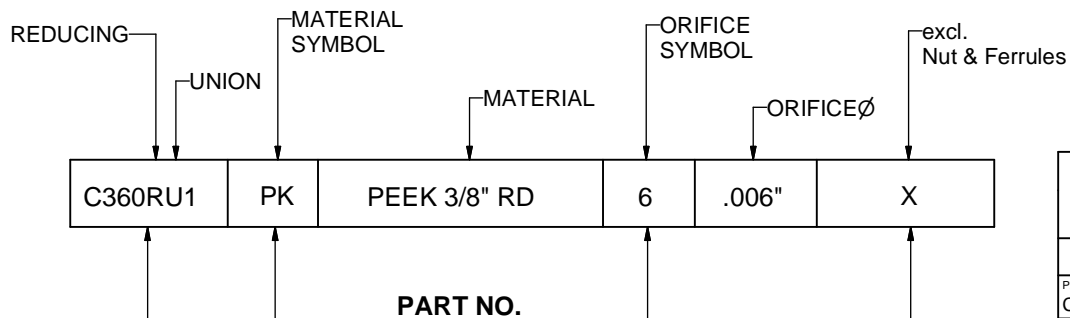 REDUCING
UNION
MATERIAL
SYMBOL
MATERIAL
ORIFICE
SYMBOL
ORIFICEØ
excl.
Nut & Ferrules
C360RU1 PK PEEK 3/8" RD 6 .006" X
PART NO.